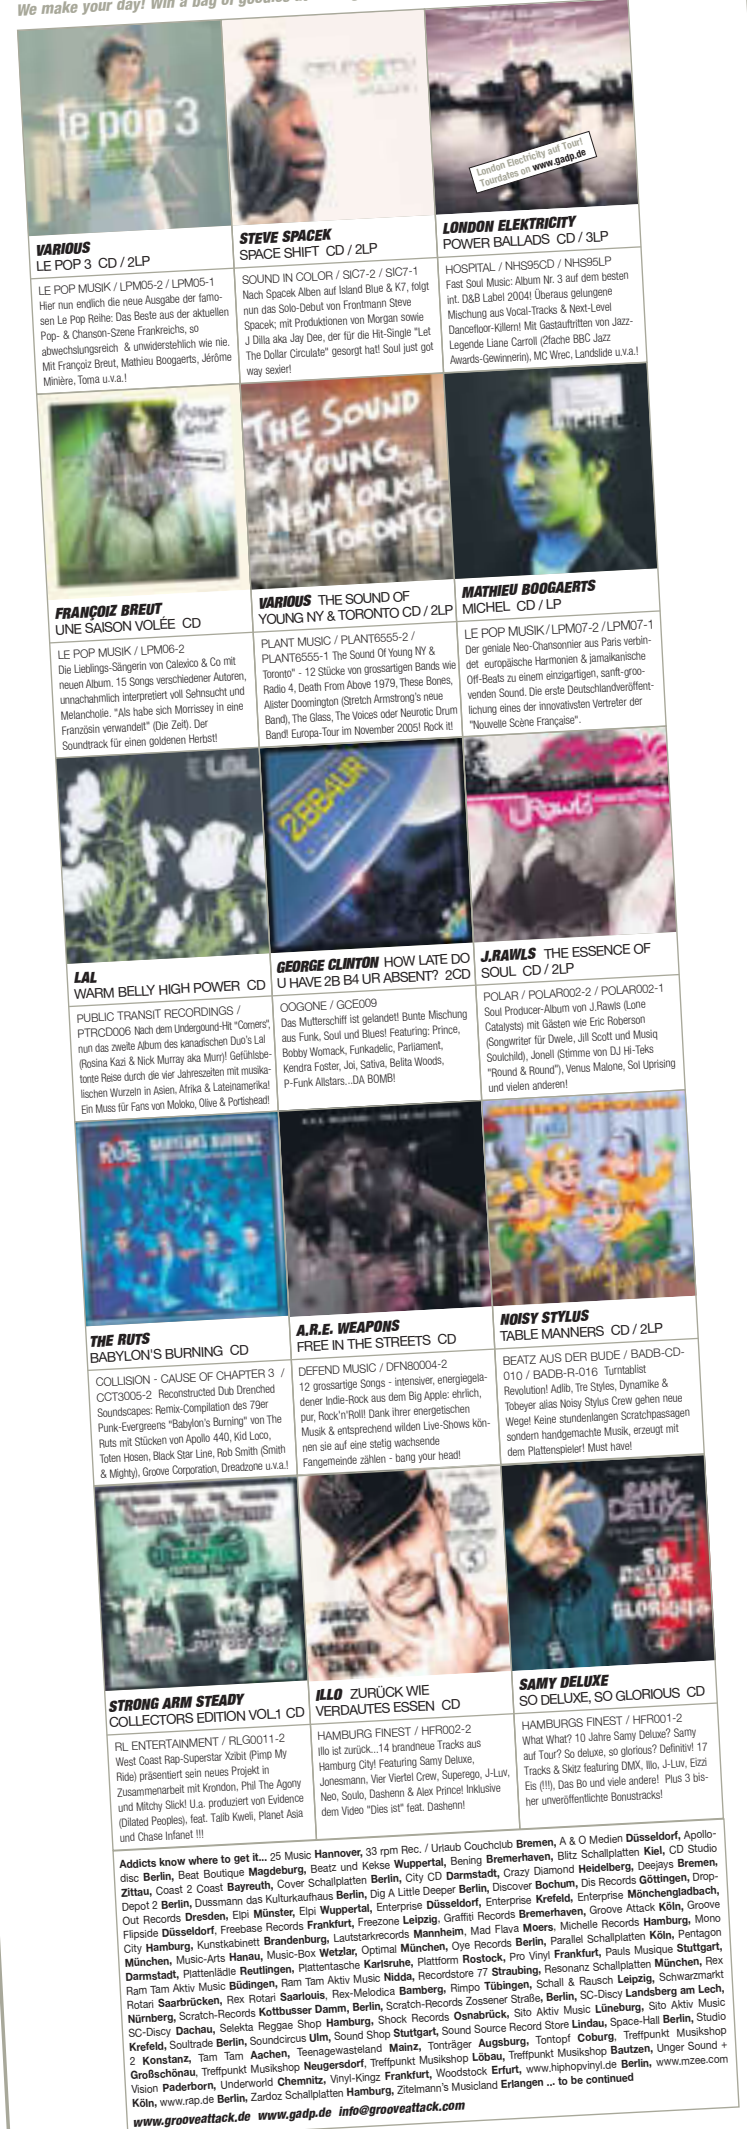 We make your day! Win a bag of goodies
le pop 3
London Electricity auf Tour!
Tourdates on www.gadp.de
VARIOUS
LE POP 3 CD / 2LP
LE POP MUSIK / LPM05-2 / LPM05-1
Hier nun endlich die neue Ausgabe der famo-
sen Le Pop Reihe: Das Beste aus der aktuellen
Pop- & Chanson-Szene Frankreichs, so
abwechslungsreich & unwiderstehlich wie nie.
Mit Françoiz Breut, Mathieu Boogaerts, Jérôme
Minière, Toma u.v.a.!
STEVE SPACEK
SPACE SHIFT CD / 2LP
SOUND IN COLOR / SIC7-2 / SIC7-1
Nach Spacek Alben auf Island Blue & K7, folgt
nun das Solo-Debut von Frontmann Steve
Spacek; mit Produktionen von Morgan sowie
J Dilla aka Jay Dee, der für die Hit-Single "Let
The Dollar Circulate" gesorgt hat! Soul just got
way sexier!
LONDON ELEKTRICITY
POWER BALLADS CD / 3LP
HOSPITAL / NHS95CD / NHS95LP
Fast Soul Music: Album Nr. 3 auf dem besten
int. D&B Label 2004! Überaus gelungene
Mischung aus Vocal-Tracks & Next-Level
Dancefloor-Killern! Mit Gastauftritten von Jazz-
Legende Liane Carroll (2fache BBC Jazz
Awards-Gewinnerin), MC Wrec, Landslide u.v.a.!
THE SOUND
OF YOUNG
NEW YORK &
TORONTO
FRANÇOIZ BREUT
UNE SAISON VOLÉE CD
LE POP MUSIK / LPM06-2
Die Lieblings-Sängerin von Calexico & Co mit
neuen Album. 15 Songs verschiedener Autoren,
unnachahmlich interpretiert voll Sehnsucht und
Melancholie. "Als habe sich Morrissey in eine
Französin verwandelt" (Die Zeit). Der
Soundtrack für einen goldenen Herbst!
VARIOUS THE SOUND OF
YOUNG NY & TORONTO CD / 2LP
PLANT MUSIC / PLANT6555-2 /
PLANT6555-1 The Sound Of Young NY &
Toronto" - 12 Stücke von grossartigen Bands wie
Radio 4, Death From Above 1979, These Bones,
Alister Doomington (Stretch Armstrong's neue
Band), The Glass, The Voices oder Neurotic Drum
Band! Europa-Tour im November 2005! Rock it!
MATHIEU BOOGAERTS
MICHEL CD / LP
LE POP MUSIK / LPM07-2 / LPM07-1
Der geniale Neo-Chansonnier aus Paris verbin-
det europäische Harmonien & jamaikanische
Off-Beats zu einem einzigartigen, sanft-groo-
venden Sound. Die erste Deutschlandveröffent-
lichung eines der innovativsten Vertreter der
"Nouvelle Scène Française".
LAL
2BB4UR
J.Rawls
LAL
WARM BELLY HIGH POWER CD
PUBLIC TRANSIT RECORDINGS /
PTRCD006 Nach dem Undergound-Hit "Corners",
nun das zweite Album des kanadischen Duo's Lal
(Rosina Kazi & Nick Murray aka Murr)! Gefühlsbe-
tonte Reise durch die vier Jahreszeiten mit musika-
lischen Wurzeln in Asien, Afrika & Lateinamerika!
Ein Muss für Fans von Moloko, Olive & Portishead!
GEORGE CLINTON HOW LATE DO
U HAVE 2B B4 UR ABSENT? 2CD
OOGONE / GCE009
Das Mutterschiff ist gelandet! Bunte Mischung
aus Funk, Soul und Blues! Featuring: Prince,
Bobby Womack, Funkadelic, Parliament,
Kendra Foster, Joi, Sativa, Belita Woods,
P-Funk Allstars...DA BOMB!
J.RAWLS THE ESSENCE OF
SOUL CD / 2LP
POLAR / POLAR002-2 / POLAR002-1
Soul Producer-Album von J.Rawls (Lone
Catalysts) mit Gästen wie Eric Roberson
(Songwriter für Dwele, Jill Scott und Musiq
Soulchild), Jonell (Stimme von DJ Hi-Teks
"Round & Round"), Venus Malone, Sol Uprising
und vielen anderen!
RUTS BABYLON'S BURNING
THE RUTS
BABYLON'S BURNING CD
COLLISION - CAUSE OF CHAPTER 3 /
CCT3005-2 Reconstructed Dub Drenched
Soundscapes: Remix-Compilation des 79er
Punk-Evergreens "Babylon's Burning" von The
Ruts mit Stücken von Apollo 440, Kid Loco,
Toten Hosen, Black Star Line, Rob Smith (Smith
& Mighty), Groove Corporation, Dreadzone u.v.a.!
A.R.E. WEAPONS
FREE IN THE STREETS CD
DEFEND MUSIC / DFN80004-2
12 grossartige Songs - intensiver, energiegela-
dener Indie-Rock aus dem Big Apple: ehrlich,
pur, Rock'n'Roll! Dank ihrer energetischen
Musik & entsprechend wilden Live-Shows kön-
nen sie auf eine stetig wachsende
Fangemeinde zählen - bang your head!
NOISY STYLUS
TABLE MANNERS CD / 2LP
BEATZ AUS DER BUDE / BADB-CD-
010 / BADB-R-016 Turntablist
Revolution! Adlib, Tre Styles, Dynamike &
Tobeyer alias Noisy Stylus Crew gehen neue
Wege! Keine stundenlangen Scratchpassagen
sondern handgemachte Musik, erzeugt mit
dem Plattenspieler! Must have!
STRONG ARM STEADY
COLLECTORS
ZURÜCK
WIE
VERDAUTES
ESSEN
SAMY
DELUXE
SO
DELUXE
SO
GLORIOUS
STRONG ARM STEADY
COLLECTORS EDITION VOL.1 CD
RL ENTERTAINMENT / RLG0011-2
West Coast Rap-Superstar Xzibit (Pimp My
Ride) präsentiert sein neues Projekt in
Zusammenarbeit mit Krondon, Phil The Agony
und Mitchy Slick! U.a. produziert von Evidence
(Dilated Peoples), feat. Talib Kweli, Planet Asia
und Chase Infanet !!!
ILLO ZURÜCK WIE
VERDAUTES ESSEN CD
HAMBURG FINEST / HFR002-2
Illo ist zurück...14 brandneue Tracks aus
Hamburg City! Featuring Samy Deluxe,
Jonesmann, Vier Viertel Crew, Superego, J-Luv,
Neo, Soulo, Dashenn & Alex Prince! Inklusive
dem Video "Dies ist" feat. Dashenn!
SAMY DELUXE
SO DELUXE, SO GLORIOUS CD
HAMBURGS FINEST / HFR001-2
What What? 10 Jahre Samy Deluxe? Samy
auf Tour? So deluxe, so glorious? Definitiv! 17
Tracks & Skitz featuring DMX, Illo, J-Luv, Eizzi
Eis (!!!), Das Bo und viele andere! Plus 3 bis-
her unveröffentlichte Bonustracks!
Addicts know where to get it... 25 Music Hannover, 33 rpm Rec. / Urlaub Couchclub Bremen, A & O Medien Düsseldorf, Apollo-
disc Berlin, Beat Boutique Magdeburg, Beatz und Kekse Wuppertal, Bening Bremerhaven, Blitz Schallplatten Kiel, CD Studio
Zittau, Coast 2 Coast Bayreuth, Cover Schallplatten Berlin, City CD Darmstadt, Crazy Diamond Heidelberg, Deejays Bremen,
Depot 2 Berlin, Dussmann das Kulturkaufhaus Berlin, Dig A Little Deeper Berlin, Discover Bochum, Dis Records Göttingen, Drop-
Out Records Dresden, Elpi Münster, Elpi Wuppertal, Enterprise Düsseldorf, Enterprise Krefeld, Enterprise Mönchengladbach,
Flipside Düsseldorf, Freebase Records Frankfurt, Freezone Leipzig, Graffiti Records Bremerhaven, Groove Attack Köln, Groove
City Hamburg, Kunstkabinett Brandenburg, Lautstarkrecords Mannheim, Mad Flava Moers, Michelle Records Hamburg, Mono
München, Music-Arts Hanau, Music-Box Wetzlar, Optimal München, Oye Records Berlin, Parallel Schallplatten Köln, Pentagon
Darmstadt, Plattenlädle Reutlingen, Plattentasche Karlsruhe, Plattform Rostock, Pro Vinyl Frankfurt, Pauls Musique Stuttgart,
Ram Tam Aktiv Music Büdingen, Ram Tam Aktiv Music Nidda, Recordstore 77 Straubing, Resonanz Schallplatten München, Rex
Rotari Saarbrücken, Rex Rotari Saarlouis, Rex-Melodica Bamberg, Rimpo Tübingen, Schall & Rausch Leipzig, Schwarzmarkt
Nürnberg, Scratch-Records Kottbusser Damm, Berlin, Scratch-Records Zossener Straße, Berlin, SC-Discy Landsberg am Lech,
SC-Discy Dachau, Selekta Reggae Shop Hamburg, Shock Records Osnabrück, Sito Aktiv Music Lüneburg, Sito Aktiv Music
Krefeld, Soultrade Berlin, Soundcircus Ulm, Sound Shop Stuttgart, Sound Source Record Store Lindau, Space-Hall Berlin, Studio
2 Konstanz, Tam Tam Aachen, Teenagewasteland Mainz, Tonträger Augsburg, Tontopf Coburg, Treffpunkt Musikshop
Großschönau, Treffpunkt Musikshop Neugersdorf, Treffpunkt Musikshop Löbau, Treffpunkt Musikshop Bautzen, Unger Sound +
Vision Paderborn, Underworld Chemnitz, Vinyl-Kingz Frankfurt, Woodstock Erfurt, www.hiphopvinyl.de Berlin, www.mzee.com
Köln, www.rap.de Berlin, Zardoz Schallplatten Hamburg, Zitelmann's Musicland Erlangen ... to be continued
www.grooveattack.de www.gadp.de info@grooveattack.com